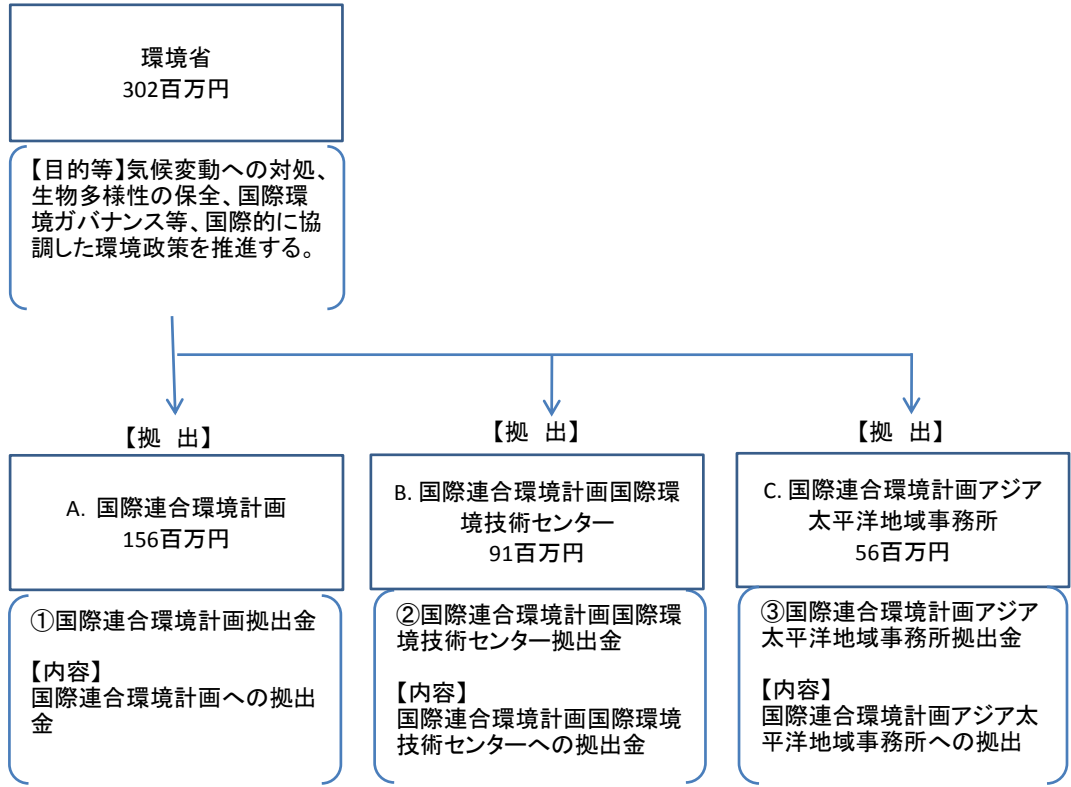 環境省
302百万円
【目的等】気候変動への対処、
生物多様性の保全、国際環
境ガバナンス等、国際的に協
調した環境政策を推進する。
【拠 出】
A. 国際連合環境計画
156百万円
①国際連合環境計画拠出金
【内容】
国際連合環境計画への拠出
金
【拠 出】
B. 国際連合環境計画国際環
境技術センター
91百万円
②国際連合環境計画国際環
境技術センター拠出金
【内容】
国際連合環境計画国際環境
技術センターへの拠出金
【拠 出】
C. 国際連合環境計画アジア
太平洋地域事務所
56百万円
③国際連合環境計画アジア
太平洋地域事務所拠出金
【内容】
国際連合環境計画アジア太
平洋地域事務所への拠出